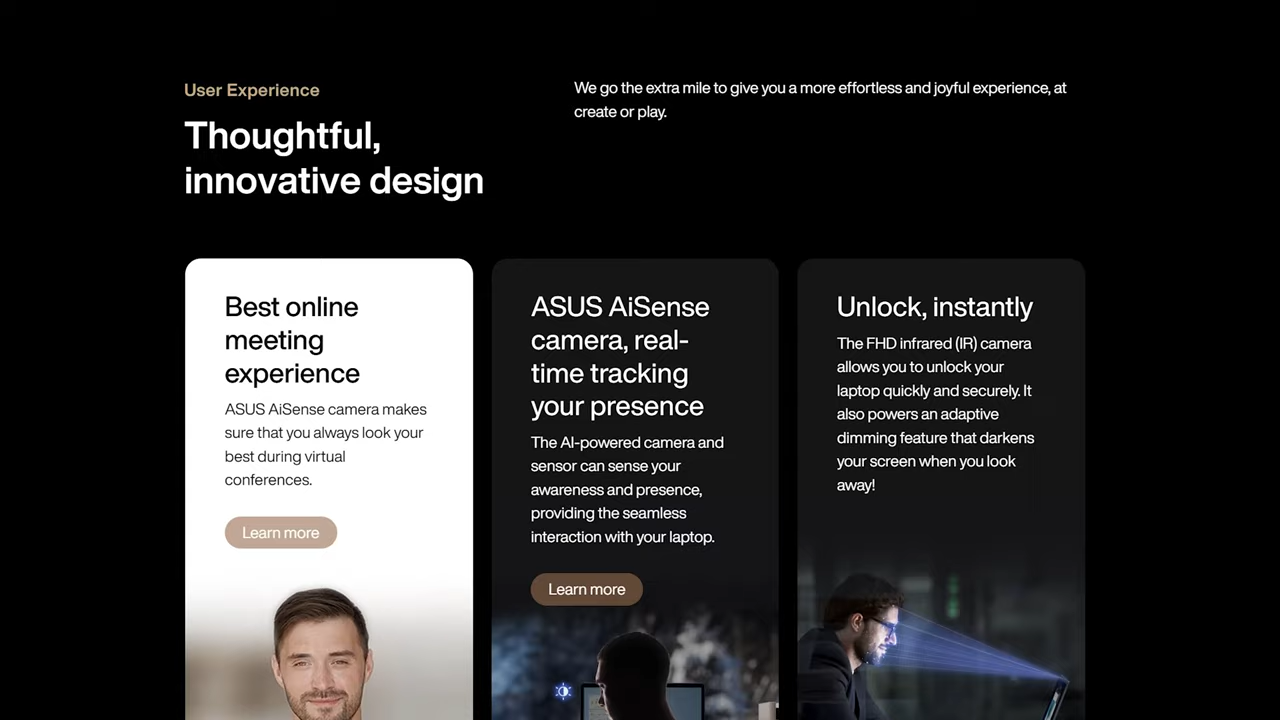 User Experience
Thoughtful,
innovative design
We go the extra mile to give you a more effortless and joyful experience, at
create or play.
Best online
meeting
experience
ASUS AiSense camera makes
sure that you always look your
best during virtual
conferences.
Learn more
ASUS AiSense
camera, real-
time tracking
your presence
The AI-powered camera and
sensor can sense your
awareness and presence,
providing the seamless
interaction with your laptop.
Learn more
Unlock, instantly
The FHD infrared (IR) camera
allows you to unlock your
laptop quickly and securely. It
also powers an adaptive
dimming feature that darkens
your screen when you look
away!